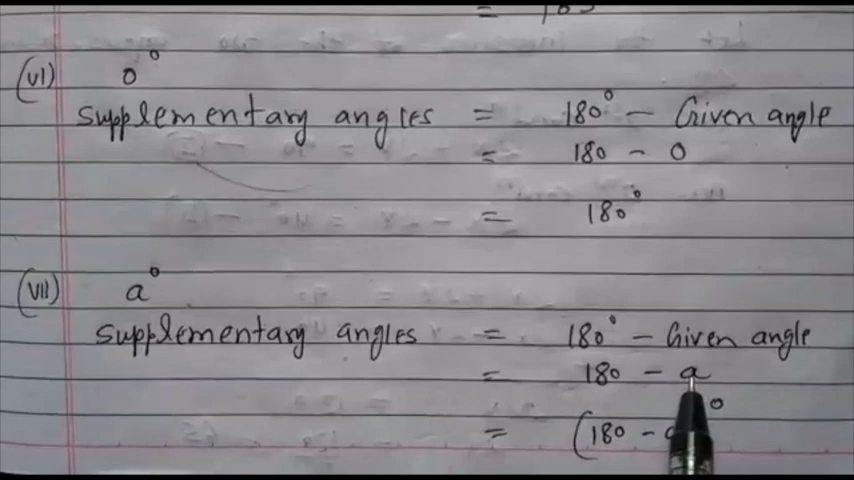 (vi) 0°
Supplementary angles = 180° - Given angle
= 180 - 0
= 180°
(vii) a°
Supplementary angles = 180° - Given angle
= 180 - a
= (180 -